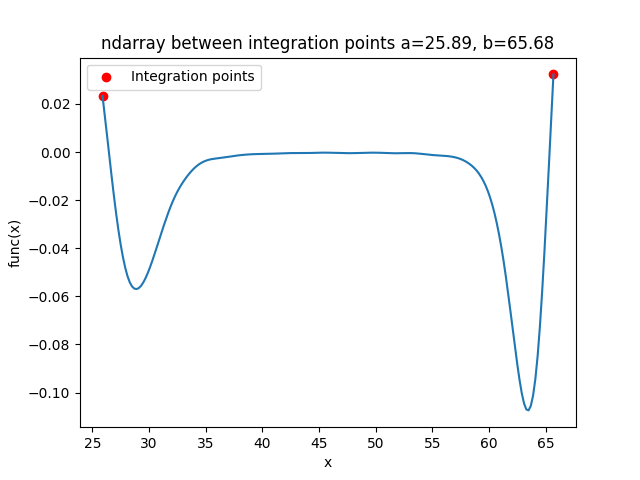 ndarray between integration points a=25.89, b=65.68
Integration points
0.02
0.00
−0.02
−0.04
−0.06
−0.08
−0.10
func(x)
25 30 35 40 45 50 55 60 65
x